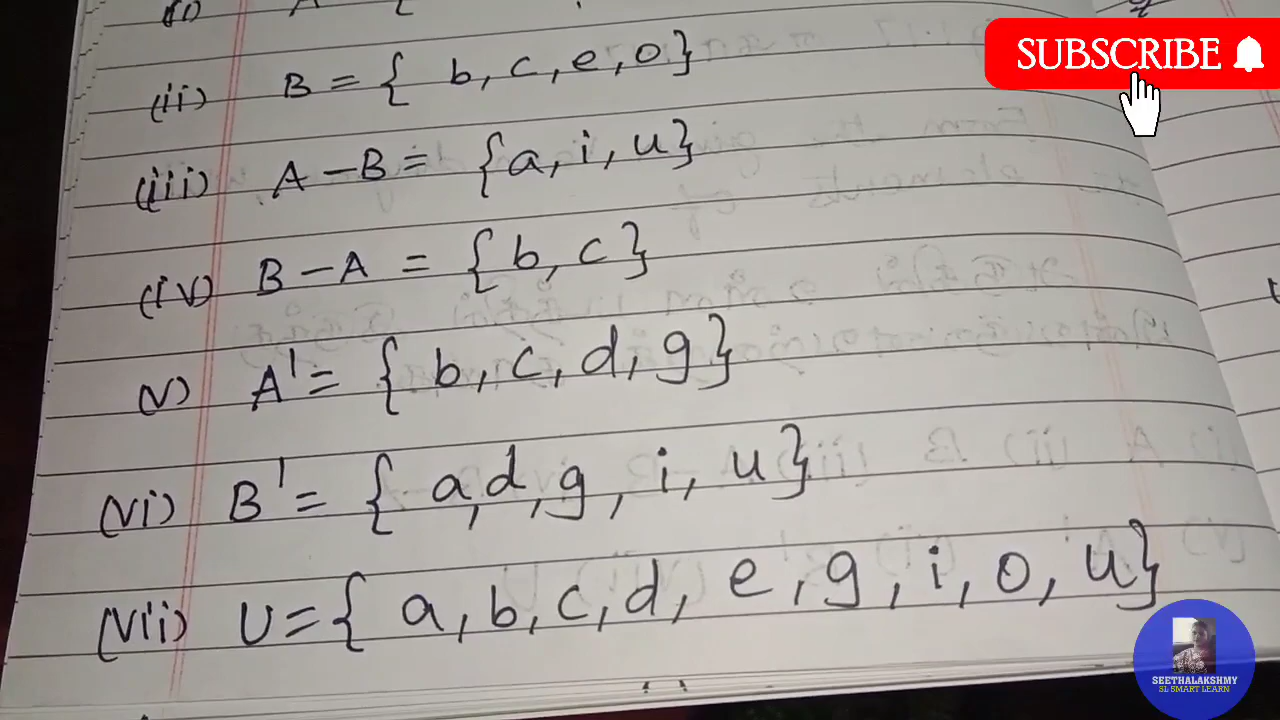 (i) A {
SUBSCRIBE
(ii) B = { b, c, e, o}
(iii) A - B = {a, i, u}
(iv) B - A = { b, c}
(v) A' = { b, c, d, g}
(vi) B' = { a, d, g, i, u}
(vii) U = { a, b, c, d, e, g, i, o, u}
SEETHALAKSHMY
SL SMART LEARN